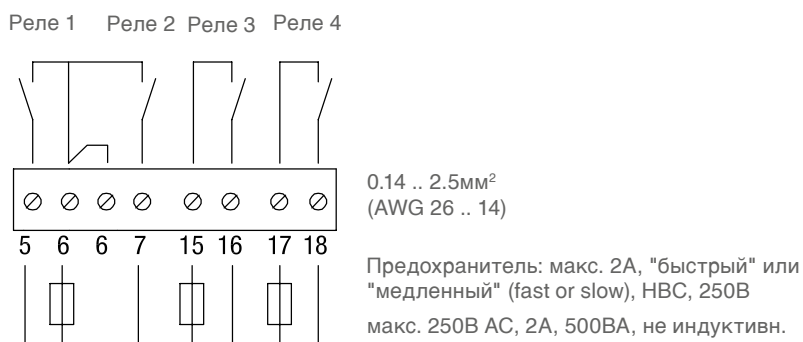 Реле 1 Реле 2 Реле 3 Реле 4
0.14 .. 2.5мм²
(AWG 26 .. 14)
5 6 6 7 15 16 17 18
Предохранитель: макс. 2А, "быстрый" или
"медленный" (fast or slow), HBC, 250В
макс. 250В AC, 2А, 500ВА, не индуктивн.